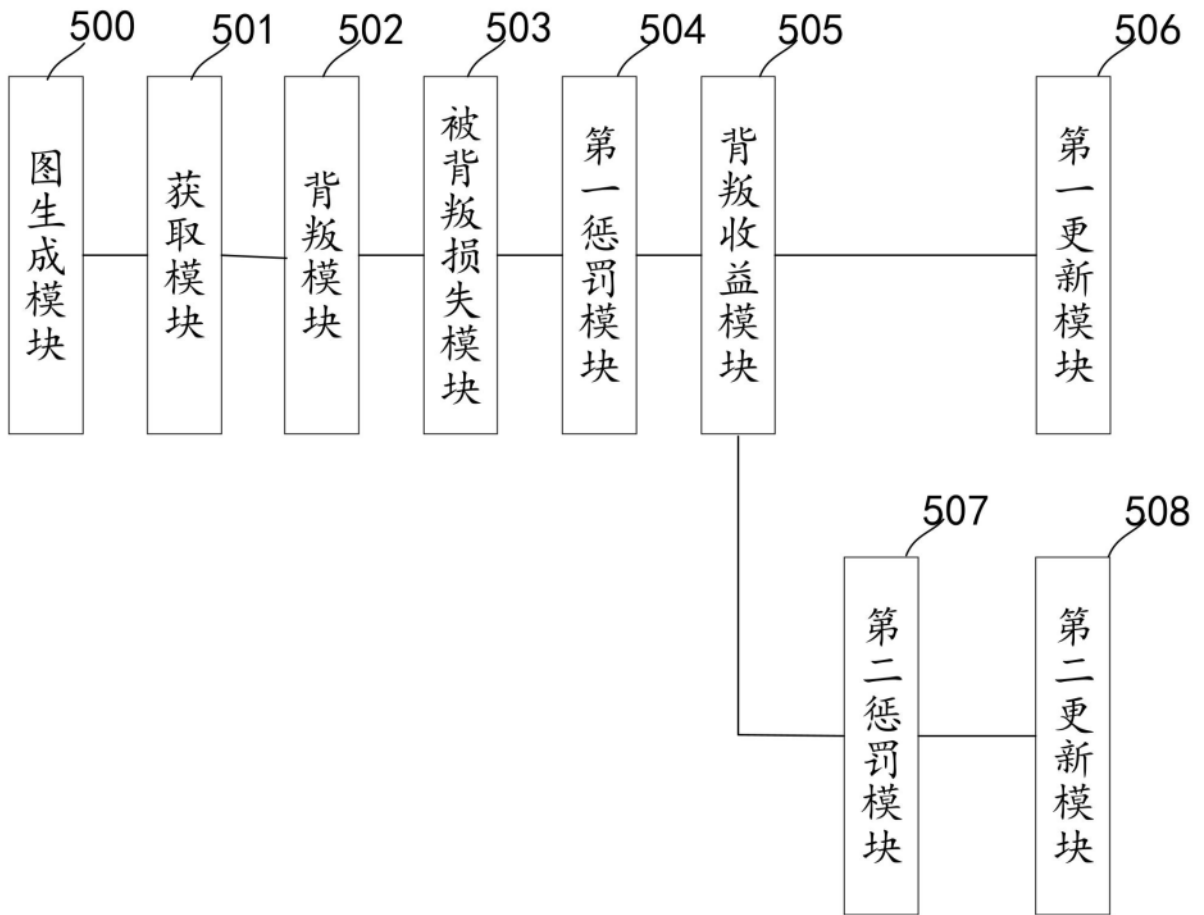 500
501
502
503
504
505
506
图生成模块
获取模块
背叛模块
被背叛损失模块
第一惩罚模块
背叛收益模块
第一更新模块
507
508
第二惩罚模块
第二更新模块